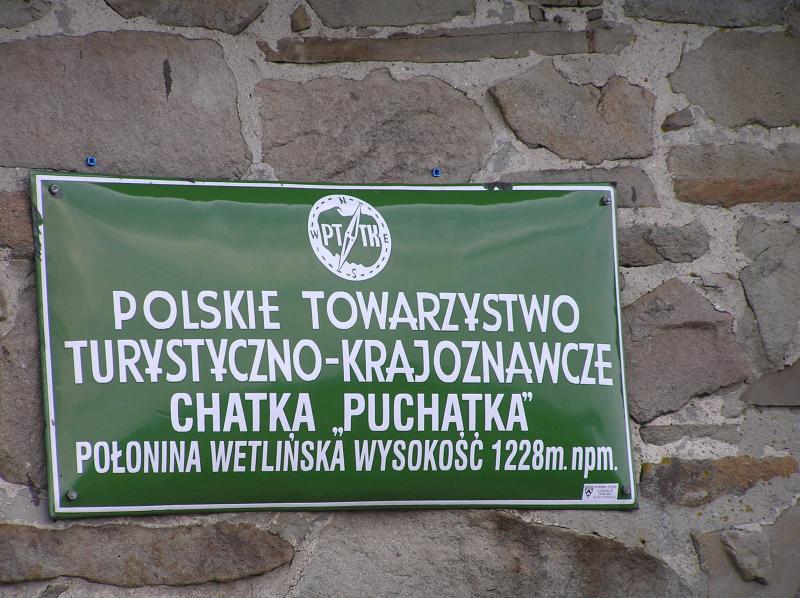 N
W E
PTTK
S
POLSKIE TOWARZYSTWO
TURYSTYCZNO-KRAJOZNAWCZE
CHATKA „PUCHATKA”
POŁONINA WETLIŃSKA WYSOKOŚĆ 1228m. npm.